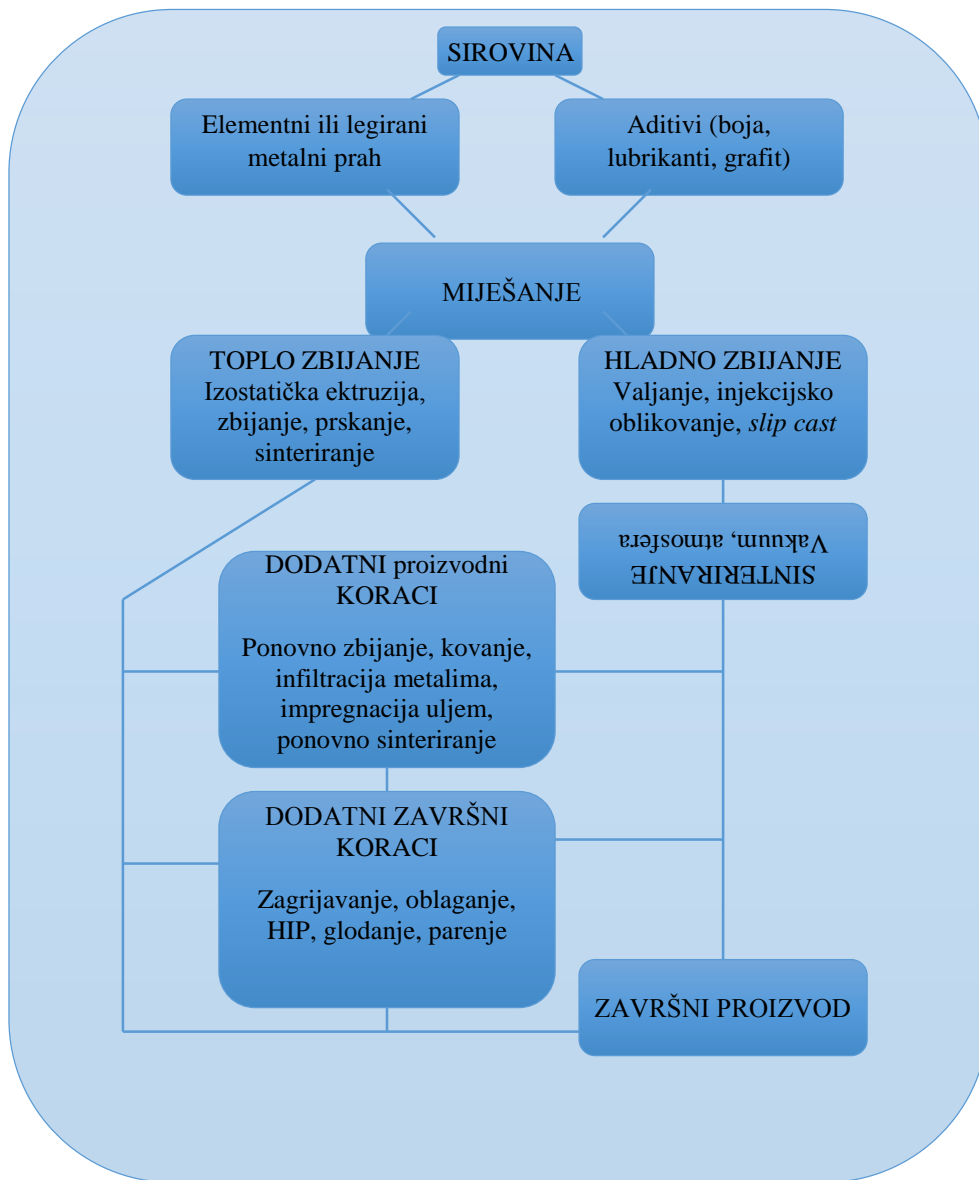 SIROVINA
Elementni ili legirani
metalni prah
Aditivi (boja,
lubrikanti, grafit)
MIJEŠANJE
TOPLO ZBIJANJE
Izostatička ektruzija,
zbijanje, prskanje,
sinteriranje
HLADNO ZBIJANJE
Valjanje, injekcijsko
oblikovanje, slip cast
SINTERIRANJE
Vakuum, atmosfera
DODATNI proizvodni
KORACI
Ponovno zbijanje, kovanje,
infiltracija metalima,
impregnacija uljem,
ponovno sinteriranje
DODATNI ZAVRŠNI
KORACI
Zagrijavanje, oblaganje,
HIP, glodanje, parenje
ZAVRŠNI PROIZVOD